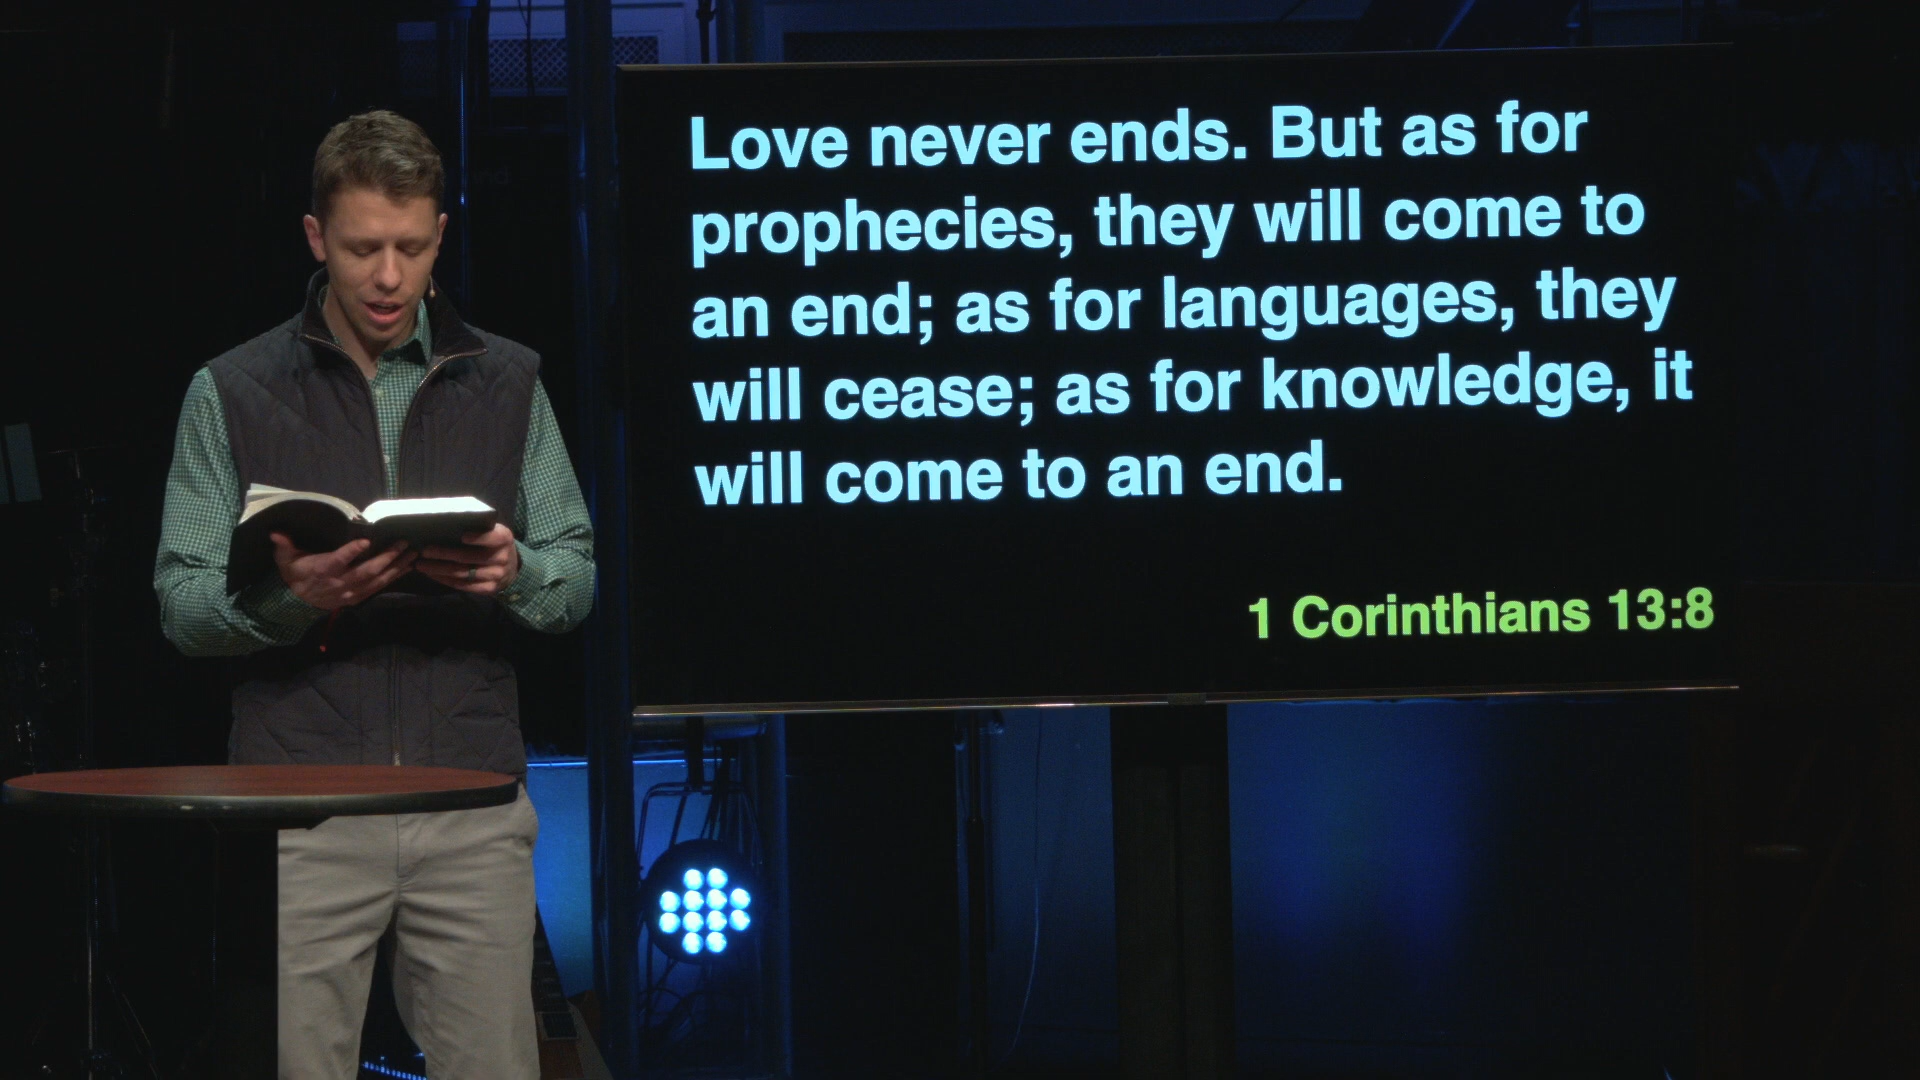 Love never ends. But as for
prophecies, they will come to
an end; as for languages, they
will cease; as for knowledge, it
will come to an end.
1 Corinthians 13:8